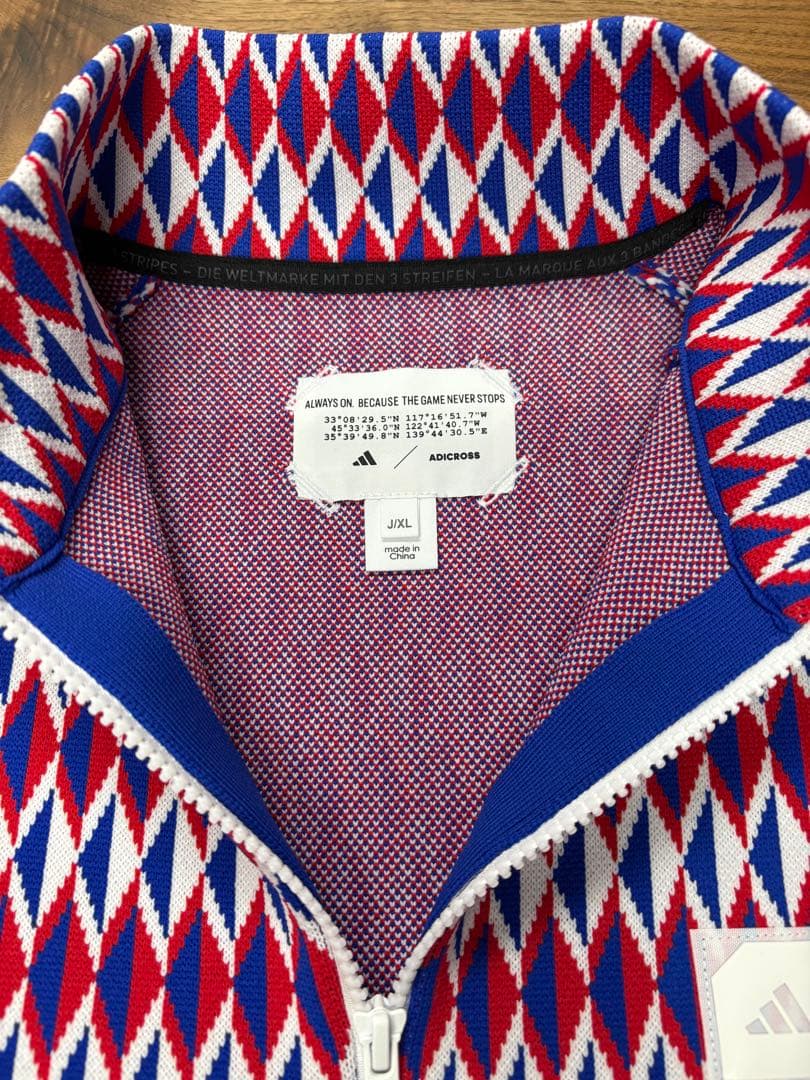 STRIPES – DIE WELTMARKE MIT DEN 3 STREIFEN – LA MARQUE AUX 3 BANDES
ALWAYS ON. BECAUSE THE GAME NEVER STOPS
33°08'29.5"N 117°16'51.7"W
45°33'36.0"N 122°41'40.7"W
35°39'49.8"N 139°44'30.5"E
ADICROSS
J/XL
made in
China